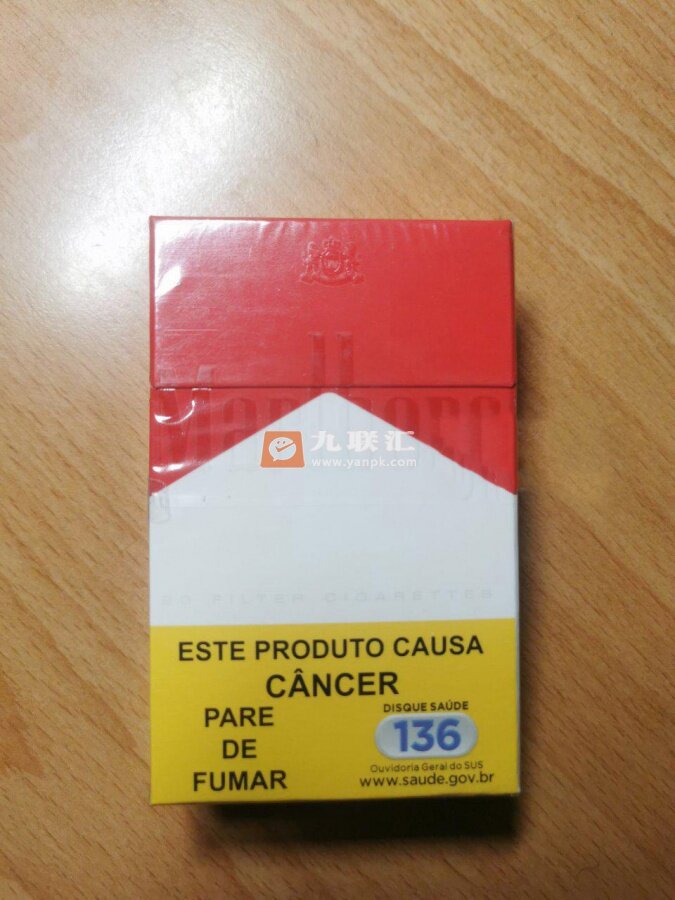 Marlboro
九联汇
www.yanpk.com
20 FILTER CIGARETTES
ESTE PRODUTO CAUSA
CÂNCER
PARE
DE
FUMAR
DISQUE SAÚDE
136
Ouvidoria Geral do SUS
www.saude.gov.br